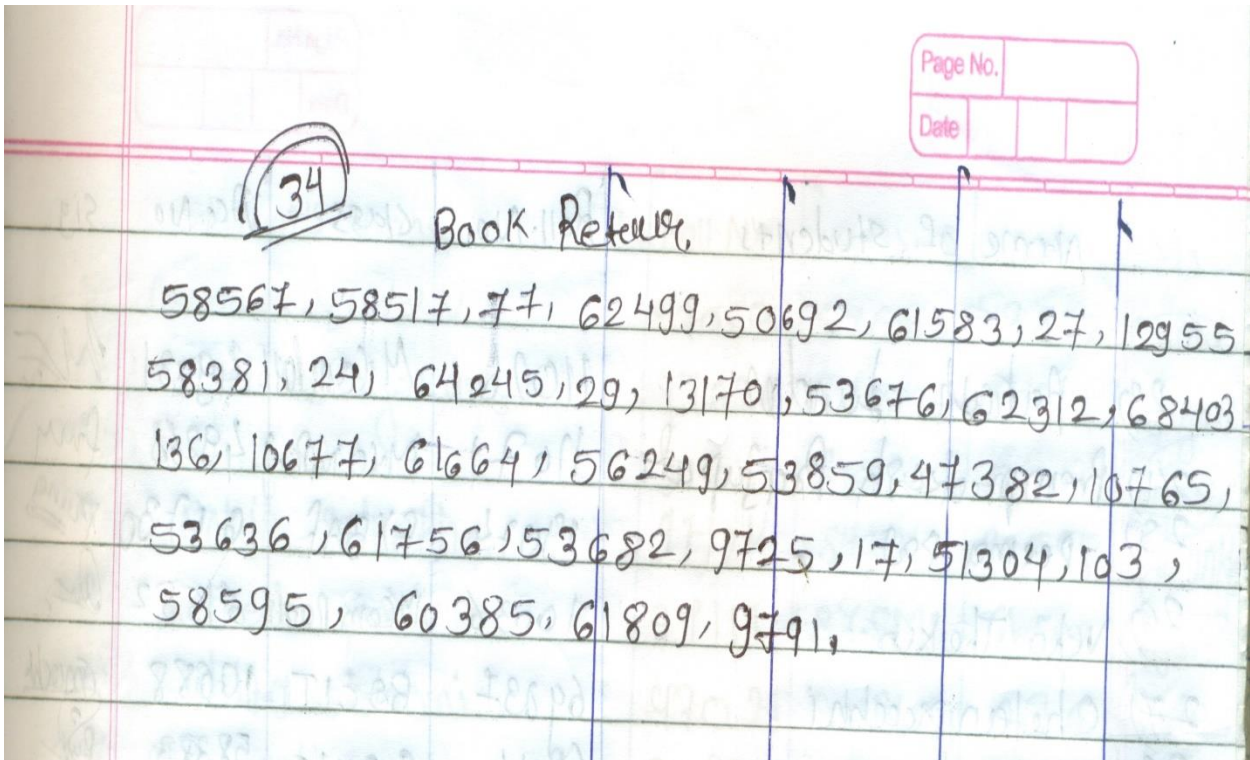 Page No.
Date
34
Book Return
58567, 58517, 77, 62499, 50692, 61583, 27, 12955
58381, 24, 64245, 29, 13170, 53676, 62312, 68403
136, 10677, 61664, 56249, 53859, 47382, 10765,
53636, 61756, 53682, 9725, 17, 51304, 103,
58595, 60385, 61809, 9791,